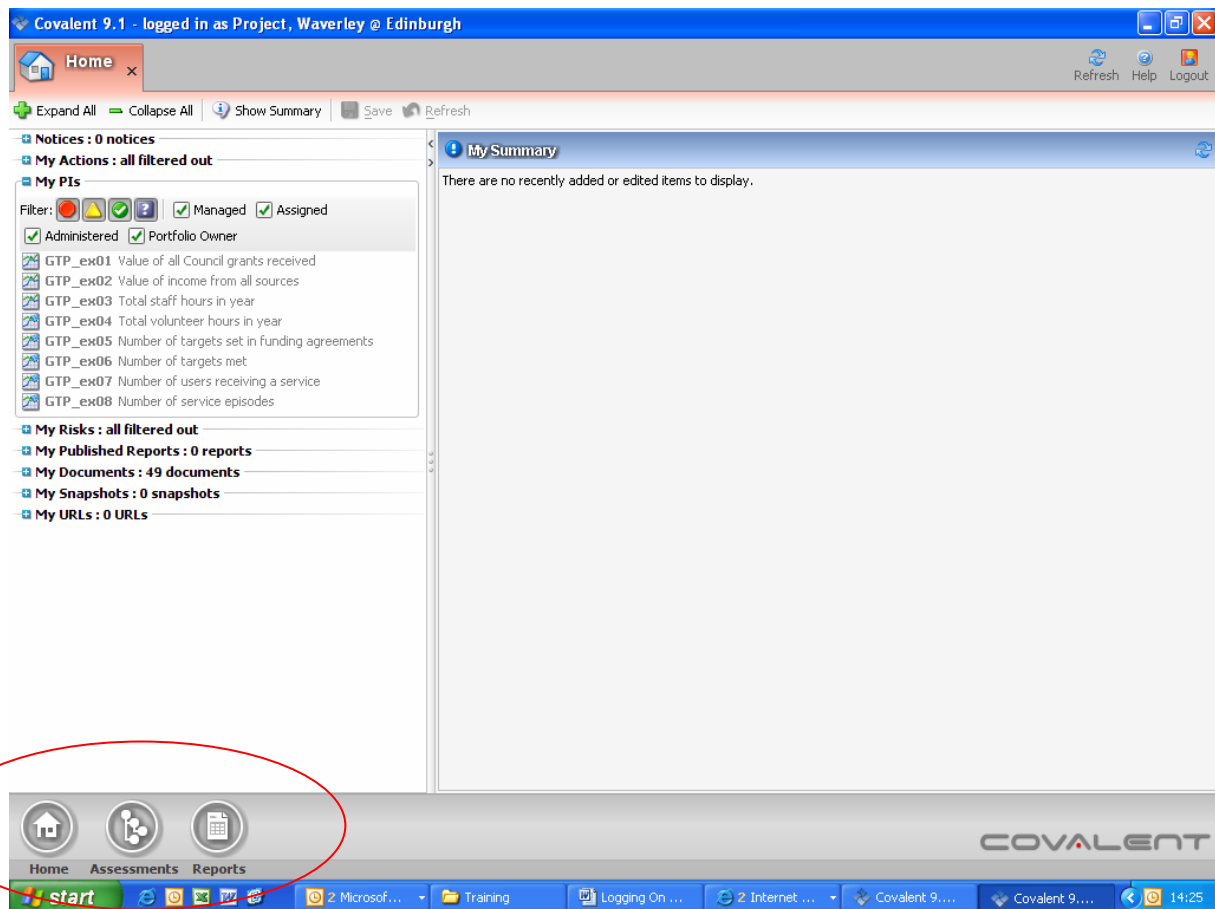 Covalent 9.1 - logged in as Project, Waverley @ Edinburgh
Home x
Refresh Help Logout
Expand All Collapse All Show Summary Save Refresh
Notices : 0 notices
My Actions : all filtered out
My PIs
Filter: Managed Assigned
Administered Portfolio Owner
GTP_ex01 Value of all Council grants received
GTP_ex02 Value of income from all sources
GTP_ex03 Total staff hours in year
GTP_ex04 Total volunteer hours in year
GTP_ex05 Number of targets set in funding agreements
GTP_ex06 Number of targets met
GTP_ex07 Number of users receiving a service
GTP_ex08 Number of service episodes
My Risks : all filtered out
My Published Reports : 0 reports
My Documents : 49 documents
My Snapshots : 0 snapshots
My URLs : 0 URLs
My Summary
There are no recently added or edited items to display.
Home Assessments Reports
COVALENT
start 2 Microsof... Training Logging On ... 2 Internet ... Covalent 9.... Covalent 9.... 14:25